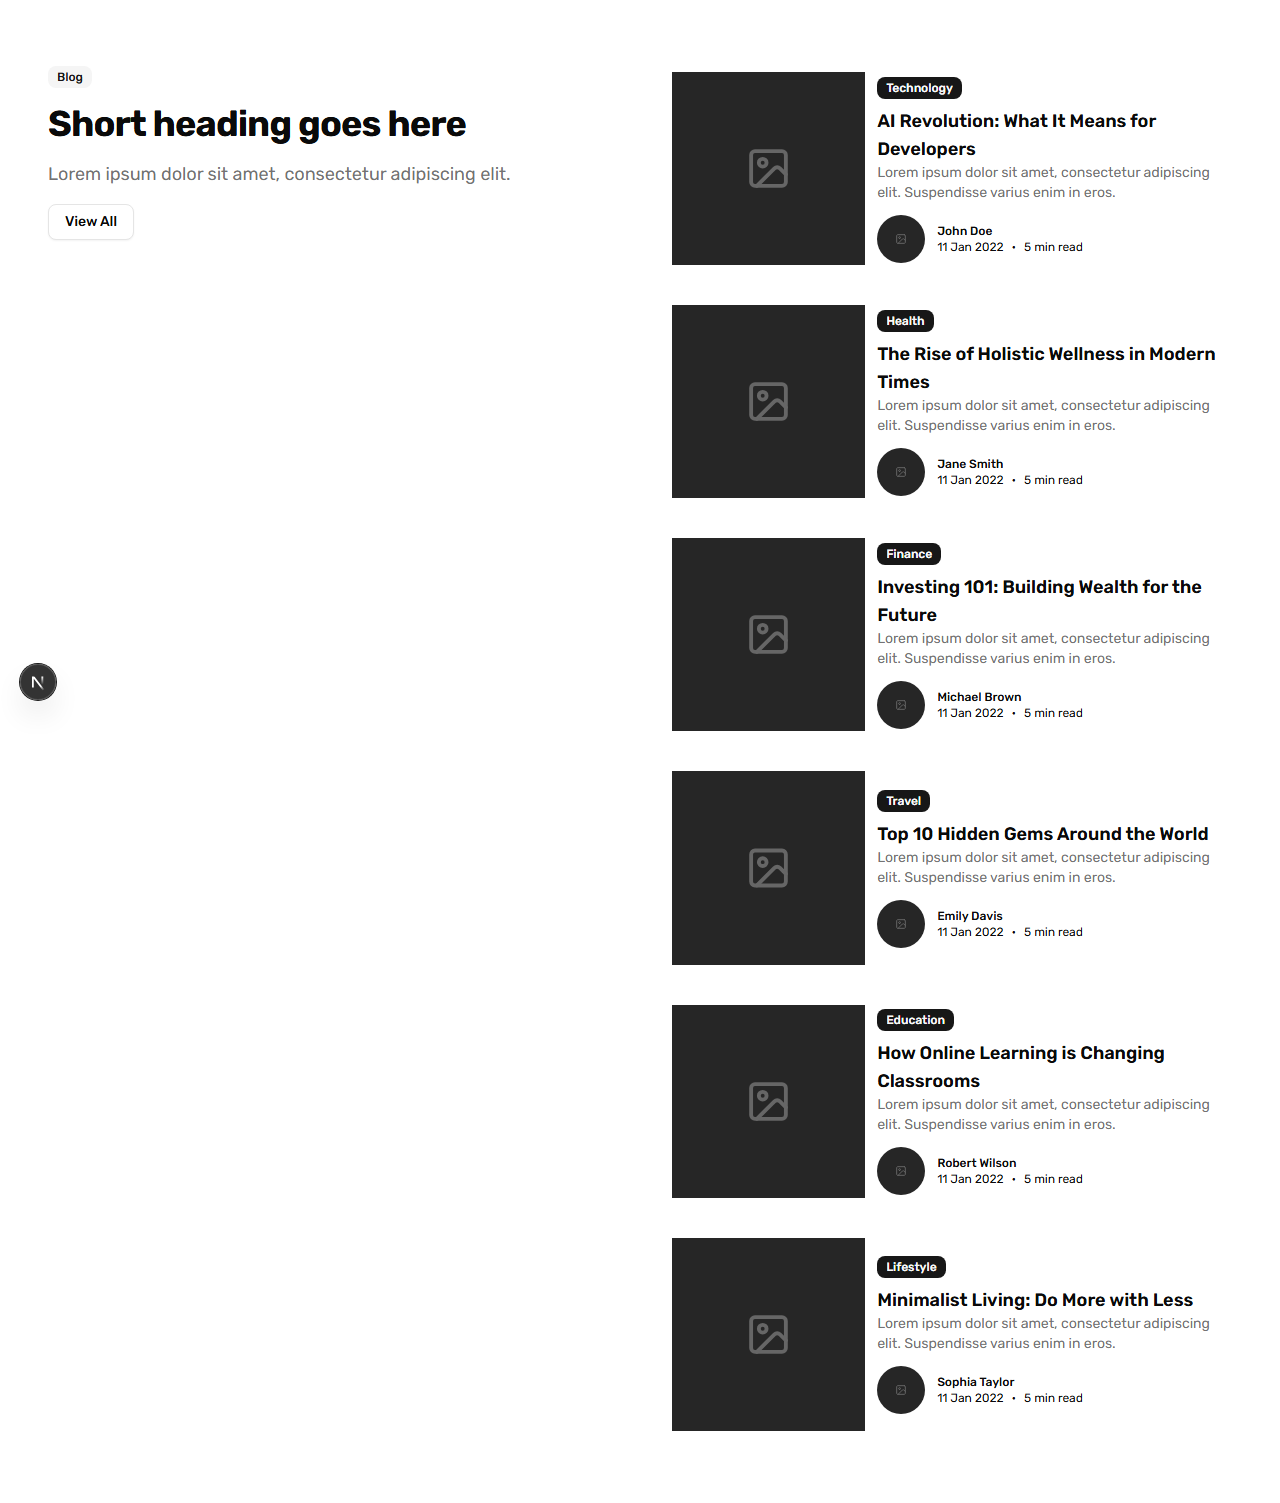 Blog
Short heading goes here
Lorem ipsum dolor sit amet, consectetur adipiscing elit.
View All
Technology
AI Revolution: What It Means for
Developers
Lorem ipsum dolor sit amet, consectetur adipiscing
elit. Suspendisse varius enim in eros.
John Doe
11 Jan 2022 • 5 min read
Health
The Rise of Holistic Wellness in Modern
Times
Lorem ipsum dolor sit amet, consectetur adipiscing
elit. Suspendisse varius enim in eros.
Jane Smith
11 Jan 2022 • 5 min read
Finance
Investing 101: Building Wealth for the
Future
Lorem ipsum dolor sit amet, consectetur adipiscing
elit. Suspendisse varius enim in eros.
Michael Brown
11 Jan 2022 • 5 min read
N
Travel
Top 10 Hidden Gems Around the World
Lorem ipsum dolor sit amet, consectetur adipiscing
elit. Suspendisse varius enim in eros.
Emily Davis
11 Jan 2022 • 5 min read
Education
How Online Learning is Changing
Classrooms
Lorem ipsum dolor sit amet, consectetur adipiscing
elit. Suspendisse varius enim in eros.
Robert Wilson
11 Jan 2022 • 5 min read
Lifestyle
Minimalist Living: Do More with Less
Lorem ipsum dolor sit amet, consectetur adipiscing
elit. Suspendisse varius enim in eros.
Sophia Taylor
11 Jan 2022 • 5 min read